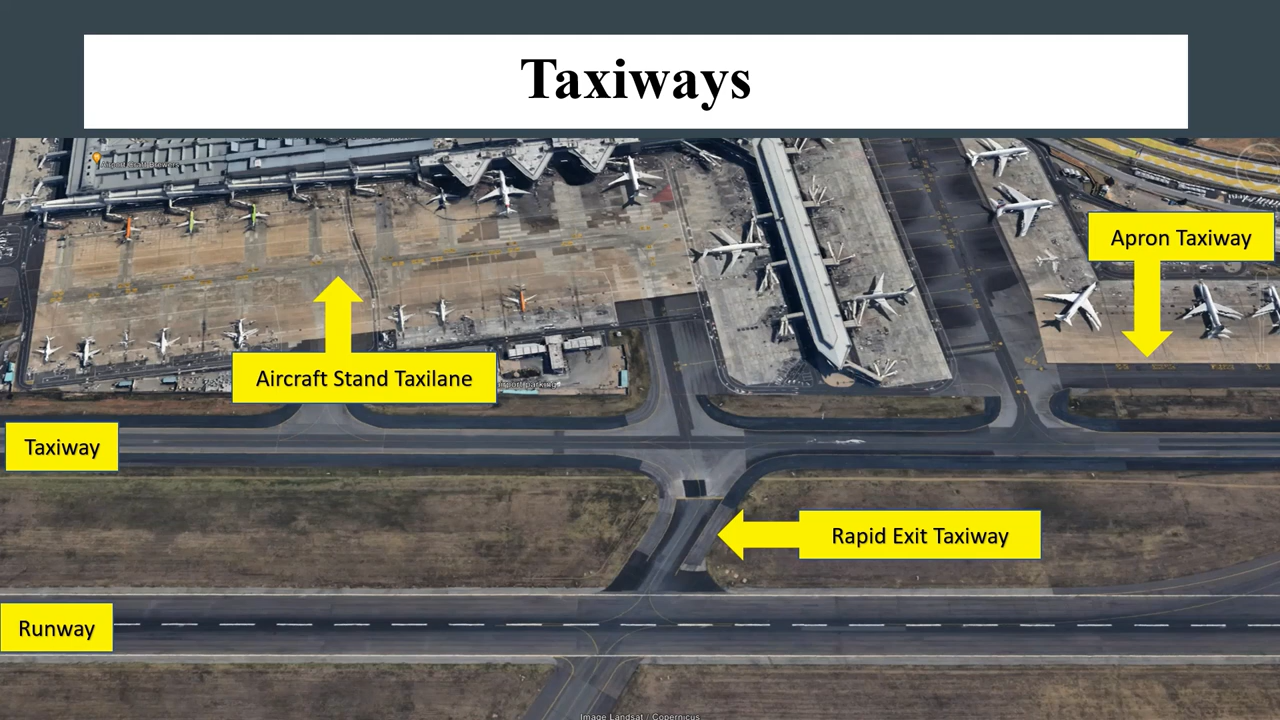 Taxiways
Apron Taxiway
Aircraft Stand Taxilane
Taxiway
Rapid Exit Taxiway
Runway
Image Landsat / Copernicus